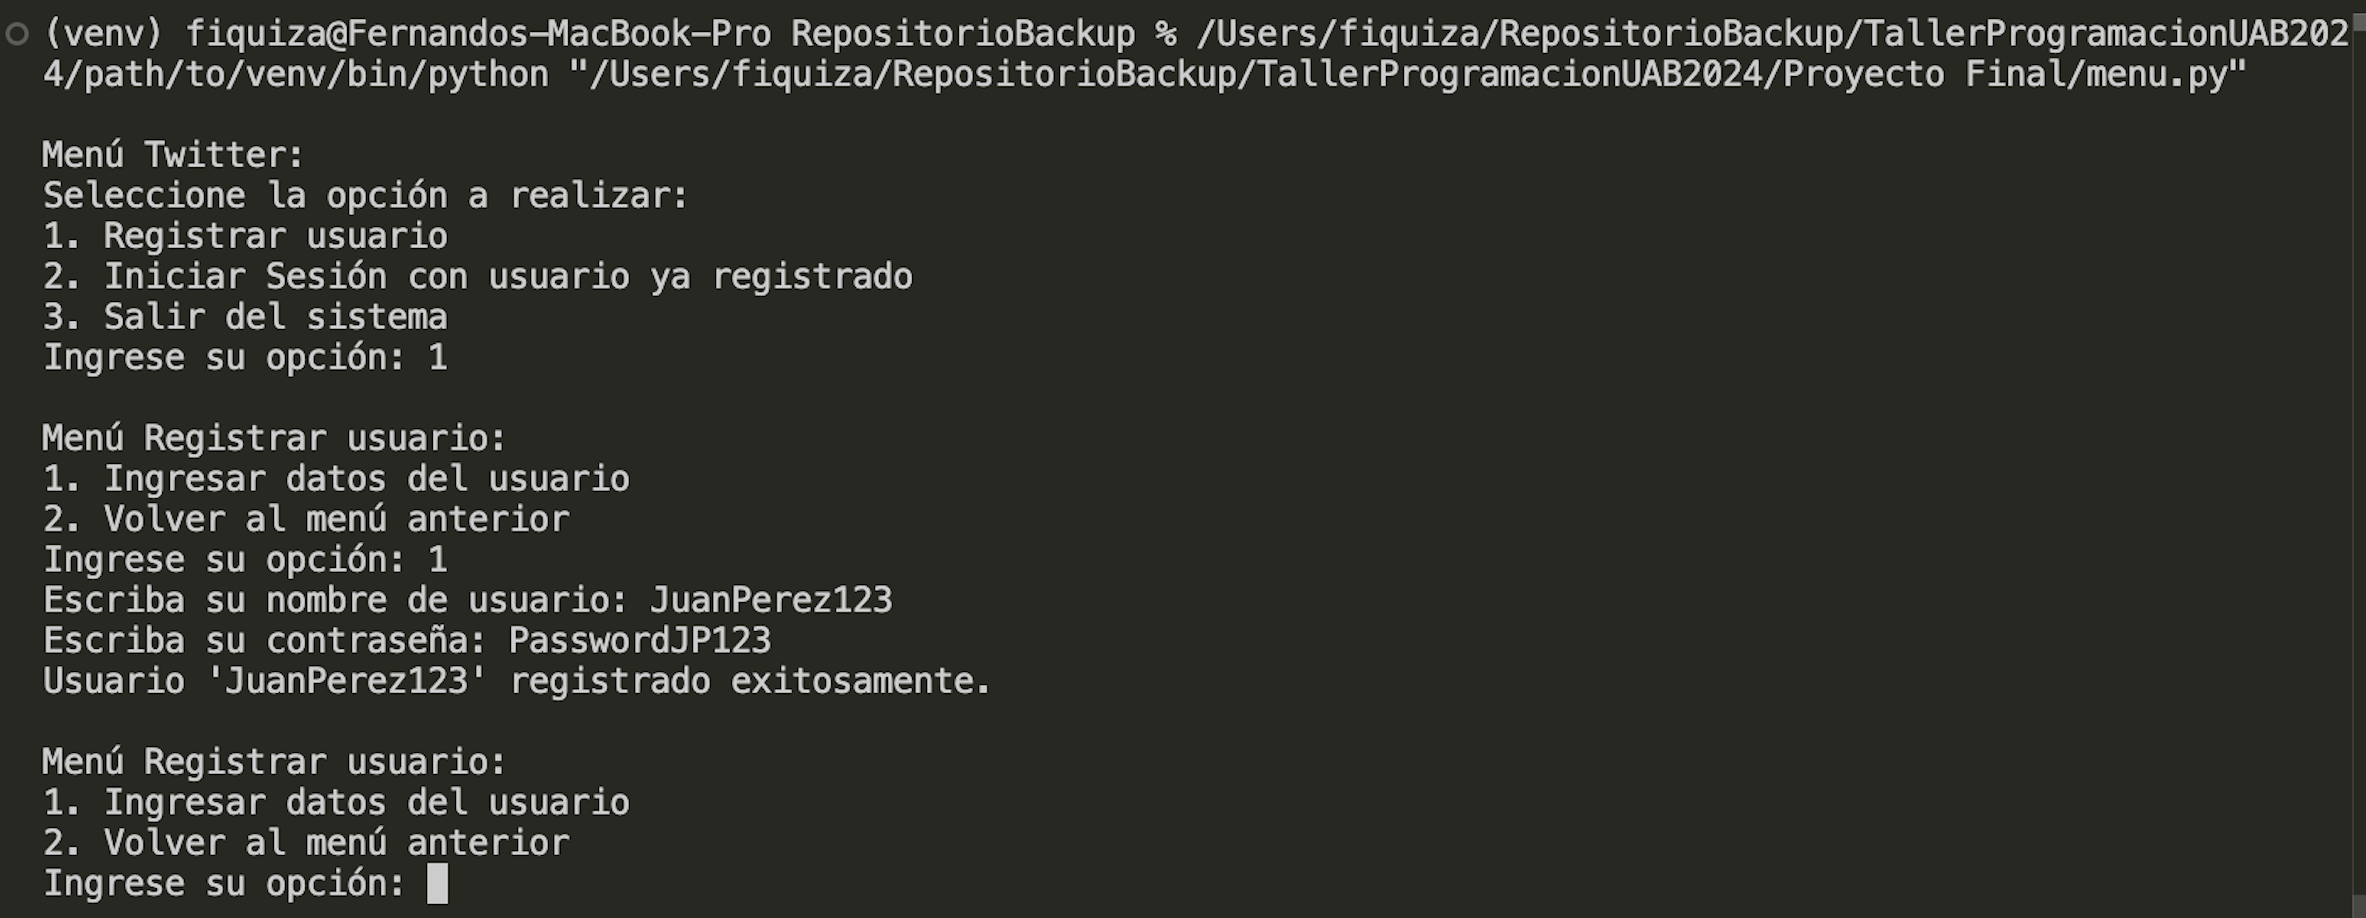 (venv) fiquiza@Fernandos-MacBook-Pro RepositorioBackup % /Users/fiquiza/RepositorioBackup/TallerProgramacionUAB202
4/path/to/venv/bin/python "/Users/fiquiza/RepositorioBackup/TallerProgramacionUAB2024/Proyecto Final/menu.py"
Menú Twitter:
Seleccione la opción a realizar:
1. Registrar usuario
2. Iniciar Sesión con usuario ya registrado
3. Salir del sistema
Ingrese su opción: 1
Menú Registrar usuario:
1. Ingresar datos del usuario
2. Volver al menú anterior
Ingrese su opción: 1
Escriba su nombre de usuario: JuanPerez123
Escriba su contraseña: PasswordJP123
Usuario 'JuanPerez123' registrado exitosamente.
Menú Registrar usuario:
1. Ingresar datos del usuario
2. Volver al menú anterior
Ingrese su opción: